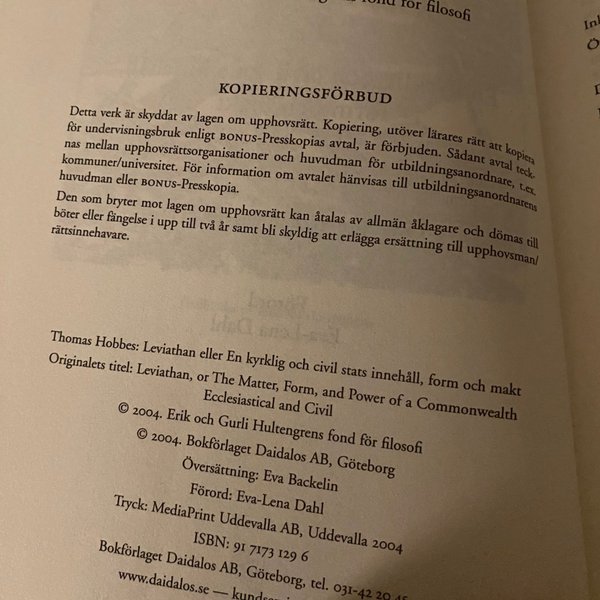 fond för filosofi
KOPIERINGSFÖRBUD
Detta verk är skyddat av lagen om upphovsrätt. Kopiering, utöver lärares rätt att kopiera
för undervisningsbruk enligt BONUS-Presskopias avtal, är förbjuden. Sådant avtal teck-
nas mellan upphovsrättsorganisationer och huvudman för utbildningsanordnare, t.ex.
kommuner/universitet. För information om avtalet hänvisas till utbildningsanordnarens
huvudman eller BONUS-Presskopia.
Den som bryter mot lagen om upphovsrätt kan åtalas av allmän åklagare och dömas till
böter eller fängelse i upp till två år samt bli skyldig att erlägga ersättning till upphovsman/
rättsinnehavare.
Thomas Hobbes: Leviathan eller En kyrklig och civil stats innehåll, form och makt
Originalets titel: Leviathan, or The Matter, Form, and Power of a Commonwealth
Ecclesiastical and Civil
© 2004. Erik och Gurli Hultengrens fond för filosofi
© 2004. Bokförlaget Daidalos AB, Göteborg
Översättning: Eva Backelin
Förord: Eva-Lena Dahl
Tryck: MediaPrint Uddevalla AB, Uddevalla 2004
ISBN: 91 7173 129 6
Bokförlaget Daidalos AB, Göteborg, tel. 031-42 20 45
www.daidalos.se —